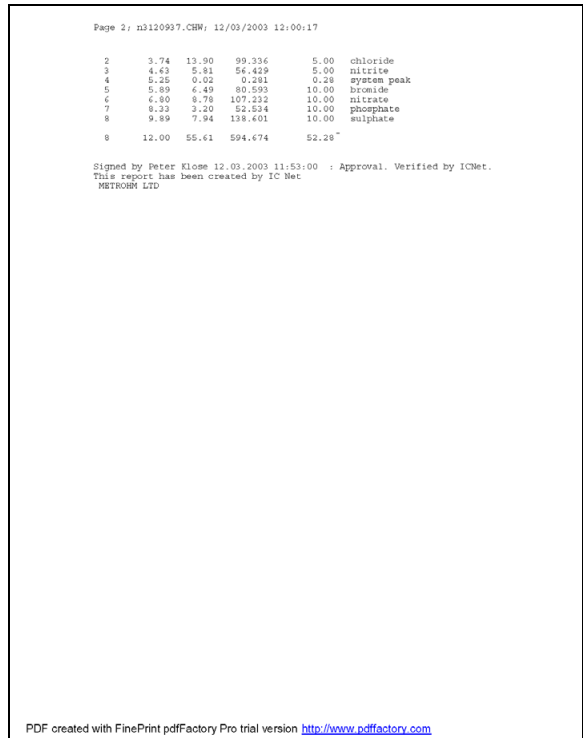 Page 2; n3120937.CHW; 12/03/2003 12:00:17
2 3.74 13.90 99.336 5.00 chloride
3 4.63 5.81 56.429 5.00 nitrite
4 5.25 0.02 0.281 0.28 system peak
5 5.89 6.49 80.593 10.00 bromide
6 6.80 8.78 107.232 10.00 nitrate
7 8.33 3.20 52.534 10.00 phosphate
8 9.89 7.94 138.601 10.00 sulphate
8 12.00 55.61 594.674 52.28~
Signed by Peter Klose 12.03.2003 11:53:00 : Approval. Verified by ICNet.
This report has been created by IC Net
METROHM LTD
PDF created with FinePrint pdfFactory Pro trial version http://www.pdffactory.com